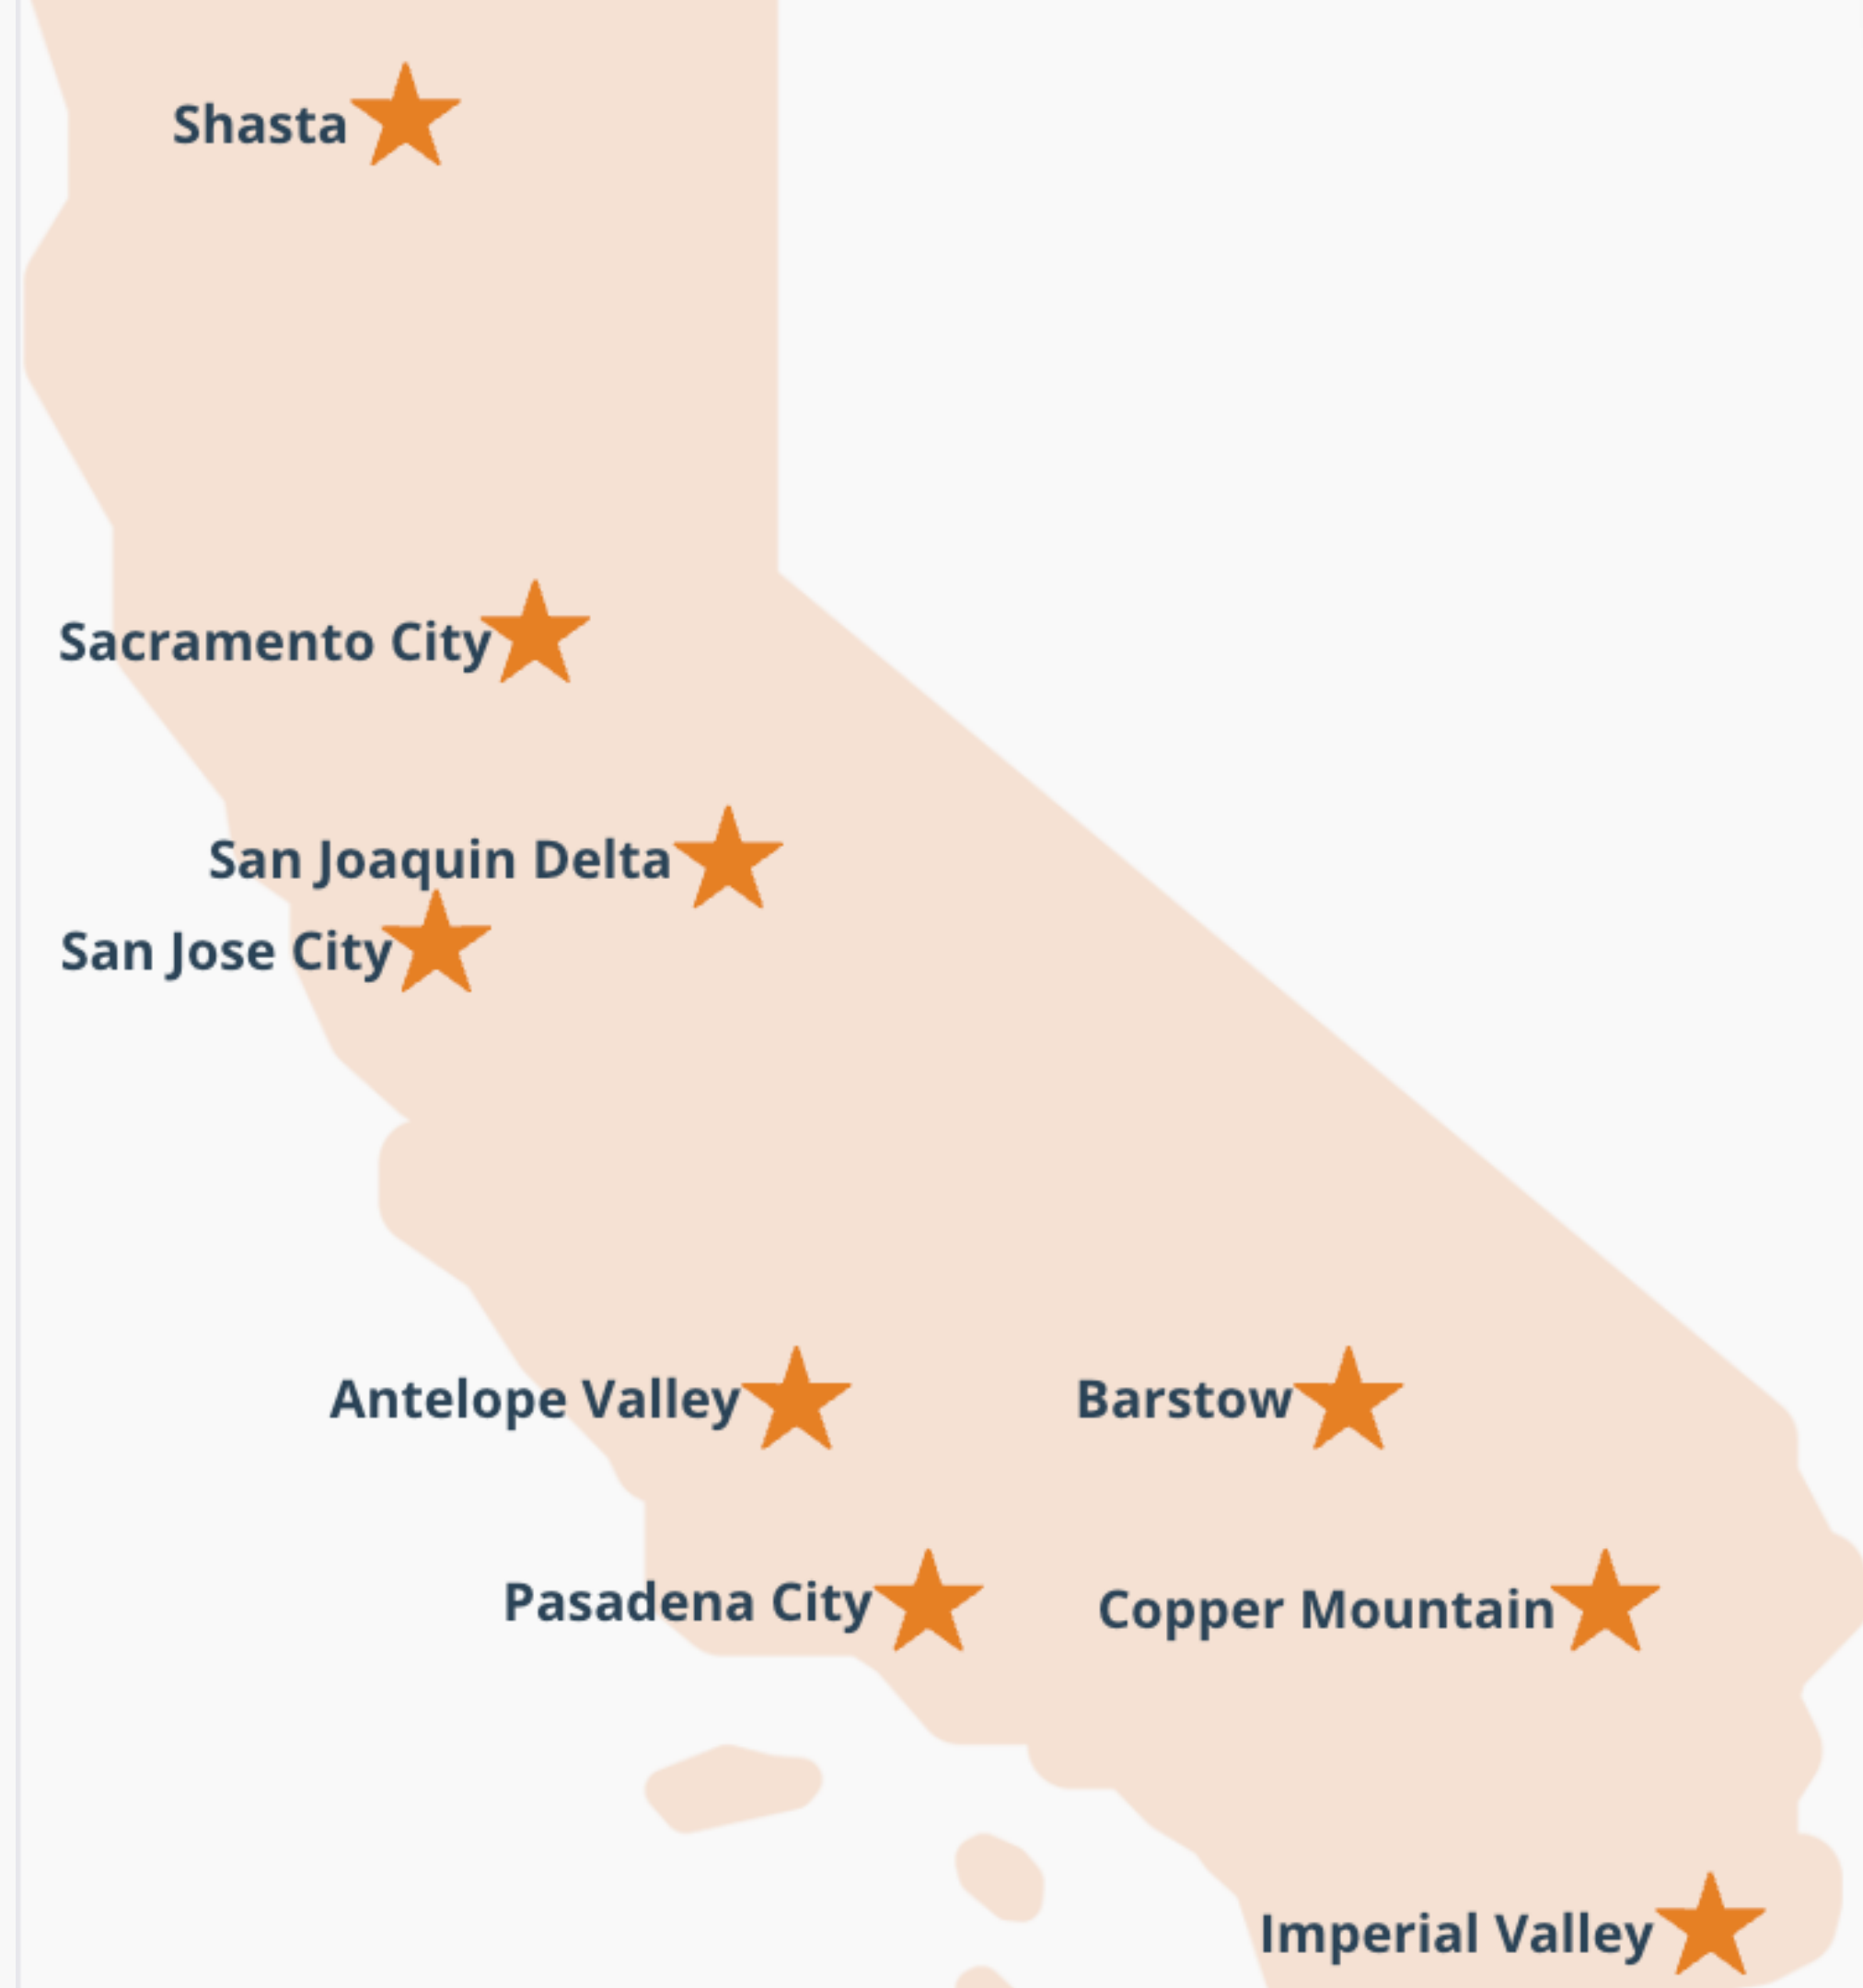 Shasta
Sacramento City
San Joaquin Delta
San Jose City
Antelope Valley
Barstow
Pasadena City
Copper Mountain
Imperial Valley